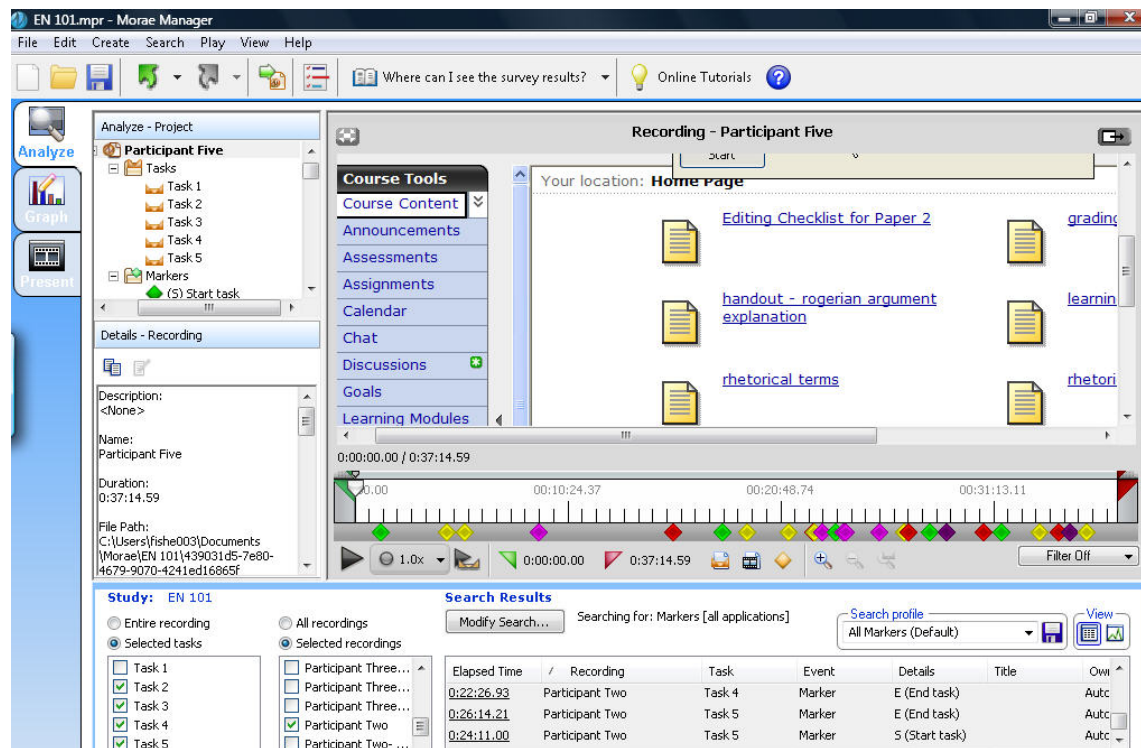 EN 101.mpr - Morae Manager
File Edit Create Search Play View Help
Where can I see the survey results? Online Tutorials
Analyze
Graph
Present
Analyze - Project
Participant Five
Tasks
Task 1
Task 2
Task 3
Task 4
Task 5
Markers
(S) Start task
Details - Recording
Description:
<None>
Name:
Participant Five
Duration:
0:37:14.59
File Path:
C:\Users\fishe003\Documents
\Morae\EN 101\439031d5-7e80-
4679-9070-4241ed16865f
Recording - Participant Five
Start
Course Tools
Course Content
Announcements
Assessments
Assignments
Calendar
Chat
Discussions
Goals
Learning Modules
Your location: Home Page
Editing Checklist for Paper 2
grading
handout - rogerian argument
explanation
learnin
rhetorical terms
rhetori
0:00:00.00 / 0:37:14.59
00:10:24.37 00:20:48.74 00:31:13.11
1.0x 0:00:00.00 0:37:14.59 Filter Off
Study: EN 101
Entire recording All recordings
Selected tasks Selected recordings
Task 1 Participant Three...
Task 2 Participant Three...
Task 3 Participant Three...
Task 4 Participant Two
Task 5 Participant Two- ...
Search Results
Modify Search... Searching for: Markers [all applications]
Search profile
All Markers (Default)
View
Elapsed Time / Recording Task Event Details Title Ow
0:22:26.93 Participant Two Task 4 Marker E (End task) Autc
0:26:14.21 Participant Two Task 5 Marker E (End task) Autc
0:24:11.00 Participant Two Task 5 Marker S (Start task) Autc